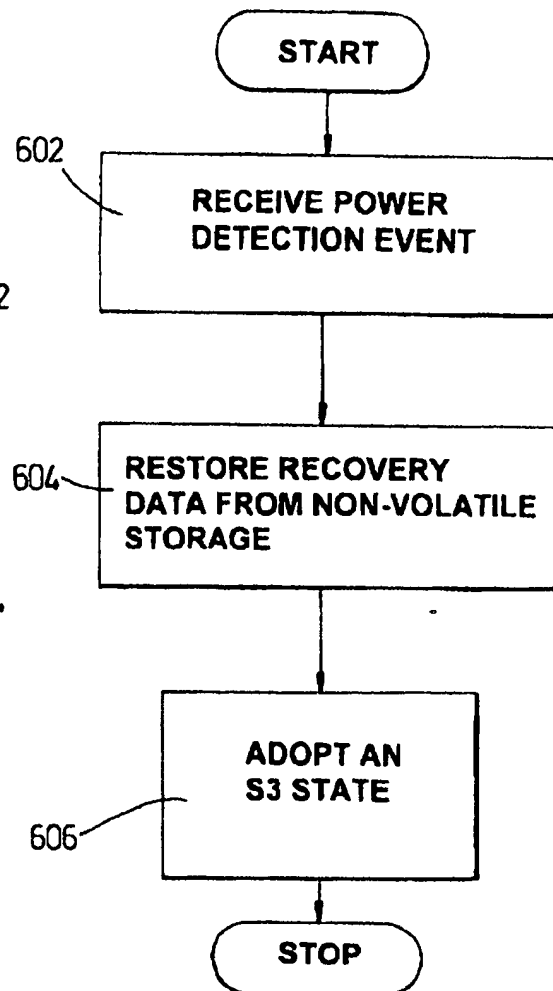 START
602
RECEIVE POWER
DETECTION EVENT
2
604
RESTORE RECOVERY
DATA FROM NON-VOLATILE
STORAGE
ADOPT AN
S3 STATE
606
STOP